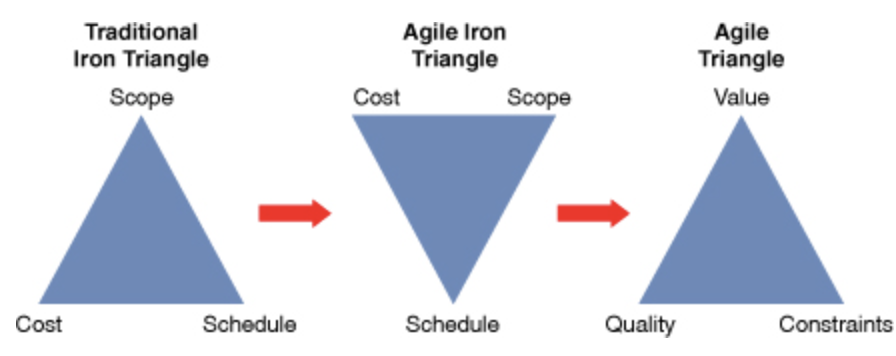 Traditional
Iron Triangle
Scope
Cost
Schedule
Agile Iron
Triangle
Cost
Scope
Schedule
Agile
Triangle
Value
Quality
Constraints